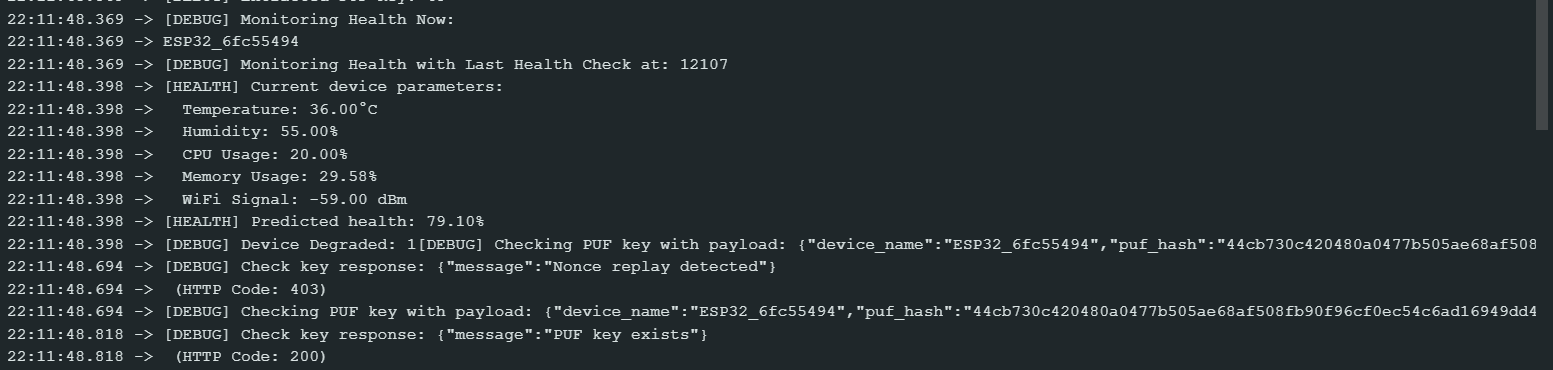 22:11:48.369 -> [DEBUG] Monitoring Health Now:
22:11:48.369 -> ESP32_6fc55494
22:11:48.369 -> [DEBUG] Monitoring Health with Last Health Check at: 12107
22:11:48.398 -> [HEALTH] Current device parameters:
22:11:48.398 ->   Temperature: 36.00°C
22:11:48.398 ->   Humidity: 55.00%
22:11:48.398 ->   CPU Usage: 20.00%
22:11:48.398 ->   Memory Usage: 29.58%
22:11:48.398 ->   WiFi Signal: -59.00 dBm
22:11:48.398 -> [HEALTH] Predicted health: 79.10%
22:11:48.398 -> [DEBUG] Device Degraded: 1[DEBUG] Checking PUF key with payload: {"device_name":"ESP32_6fc55494","puf_hash":"44cb730c420480a0477b505ae68af508
22:11:48.694 -> [DEBUG] Check key response: {"message":"Nonce replay detected"}
22:11:48.694 ->  (HTTP Code: 403)
22:11:48.694 -> [DEBUG] Checking PUF key with payload: {"device_name":"ESP32_6fc55494","puf_hash":"44cb730c420480a0477b505ae68af508fb90f96cf0ec54c6ad16949dd4
22:11:48.818 -> [DEBUG] Check key response: {"message":"PUF key exists"}
22:11:48.818 ->  (HTTP Code: 200)